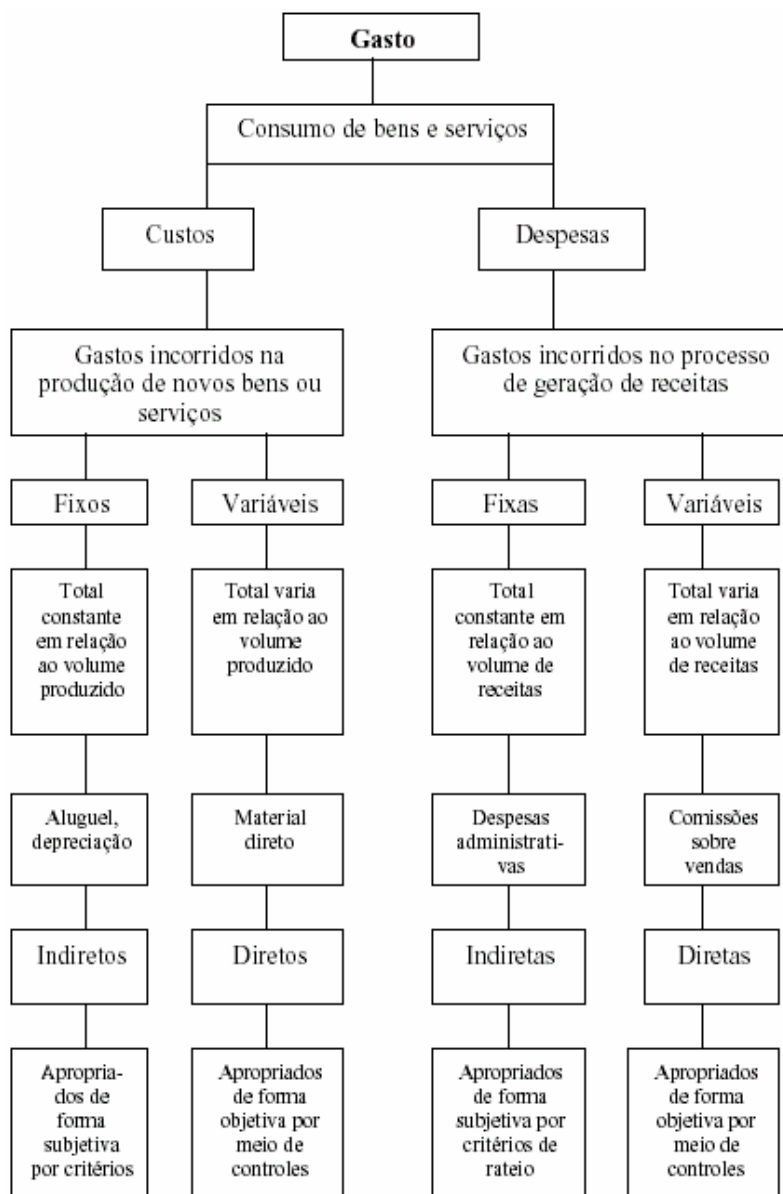 Gasto
Consumo de bens e serviços
Custos
Despesas
Gastos incorridos na
produção de novos bens ou
serviços
Gastos incorridos no processo
de geração de receitas
Fixos
Variáveis
Fixas
Variáveis
Total
constante
em relação
ao volume
produzido
Total varia
em relação ao
volume
produzido
Total
constante em
relação ao
volume de
receitas
Total varia
em relação
ao volume
de receitas
Aluguel,
depreciação
Material
direto
Despesas
administrati-
vas
Comissões
sobre
vendas
Indiretos
Diretos
Indiretas
Diretas
Apropria-
dos de
forma
subjetiva
por critérios
Apropriados
de forma
objetiva por
meio de
controles
Apropriados
de forma
subjetiva por
critérios de
rateio
Apropriados
de forma
objetiva por
meio de
controles